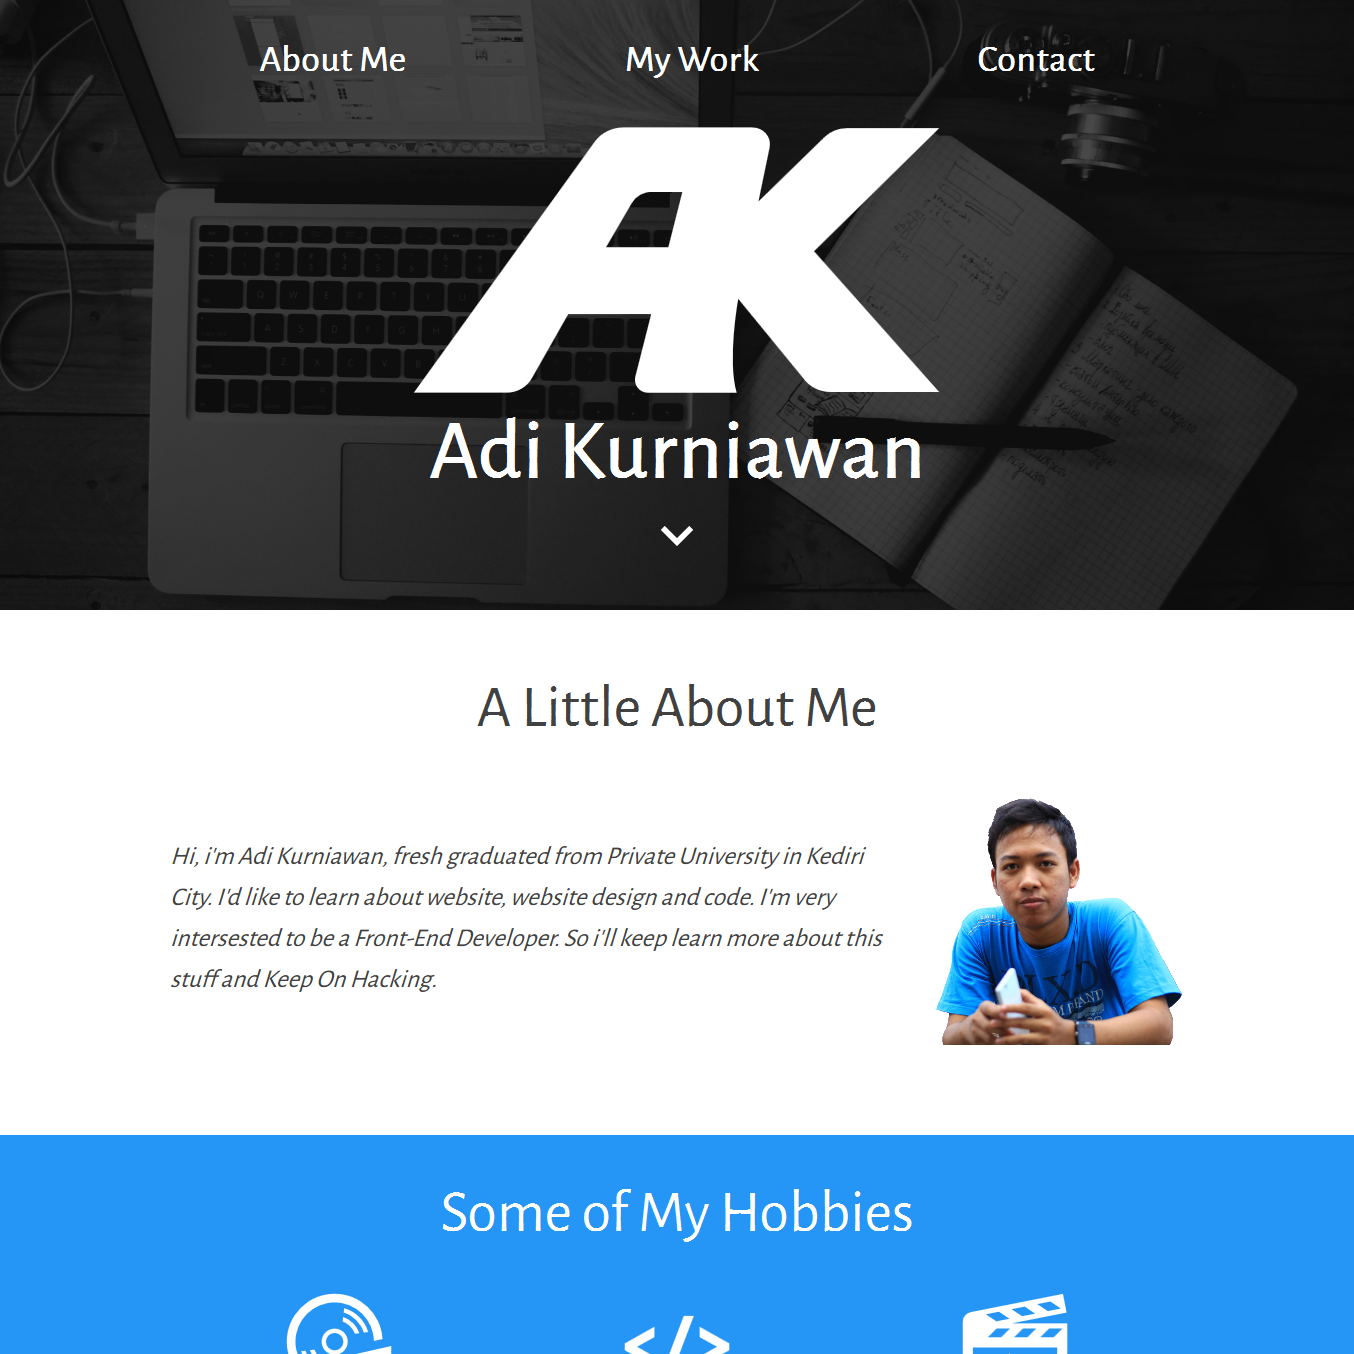 About Me
My Work
Contact
AK
Adi Kurniawan
A Little About Me
Hi, i'm Adi Kurniawan, fresh graduated from Private University in Kediri
City. I'd like to learn about website, website design and code. I'm very
intersested to be a Front-End Developer. So i'll keep learn more about this
stuff and Keep On Hacking.
Some of My Hobbies